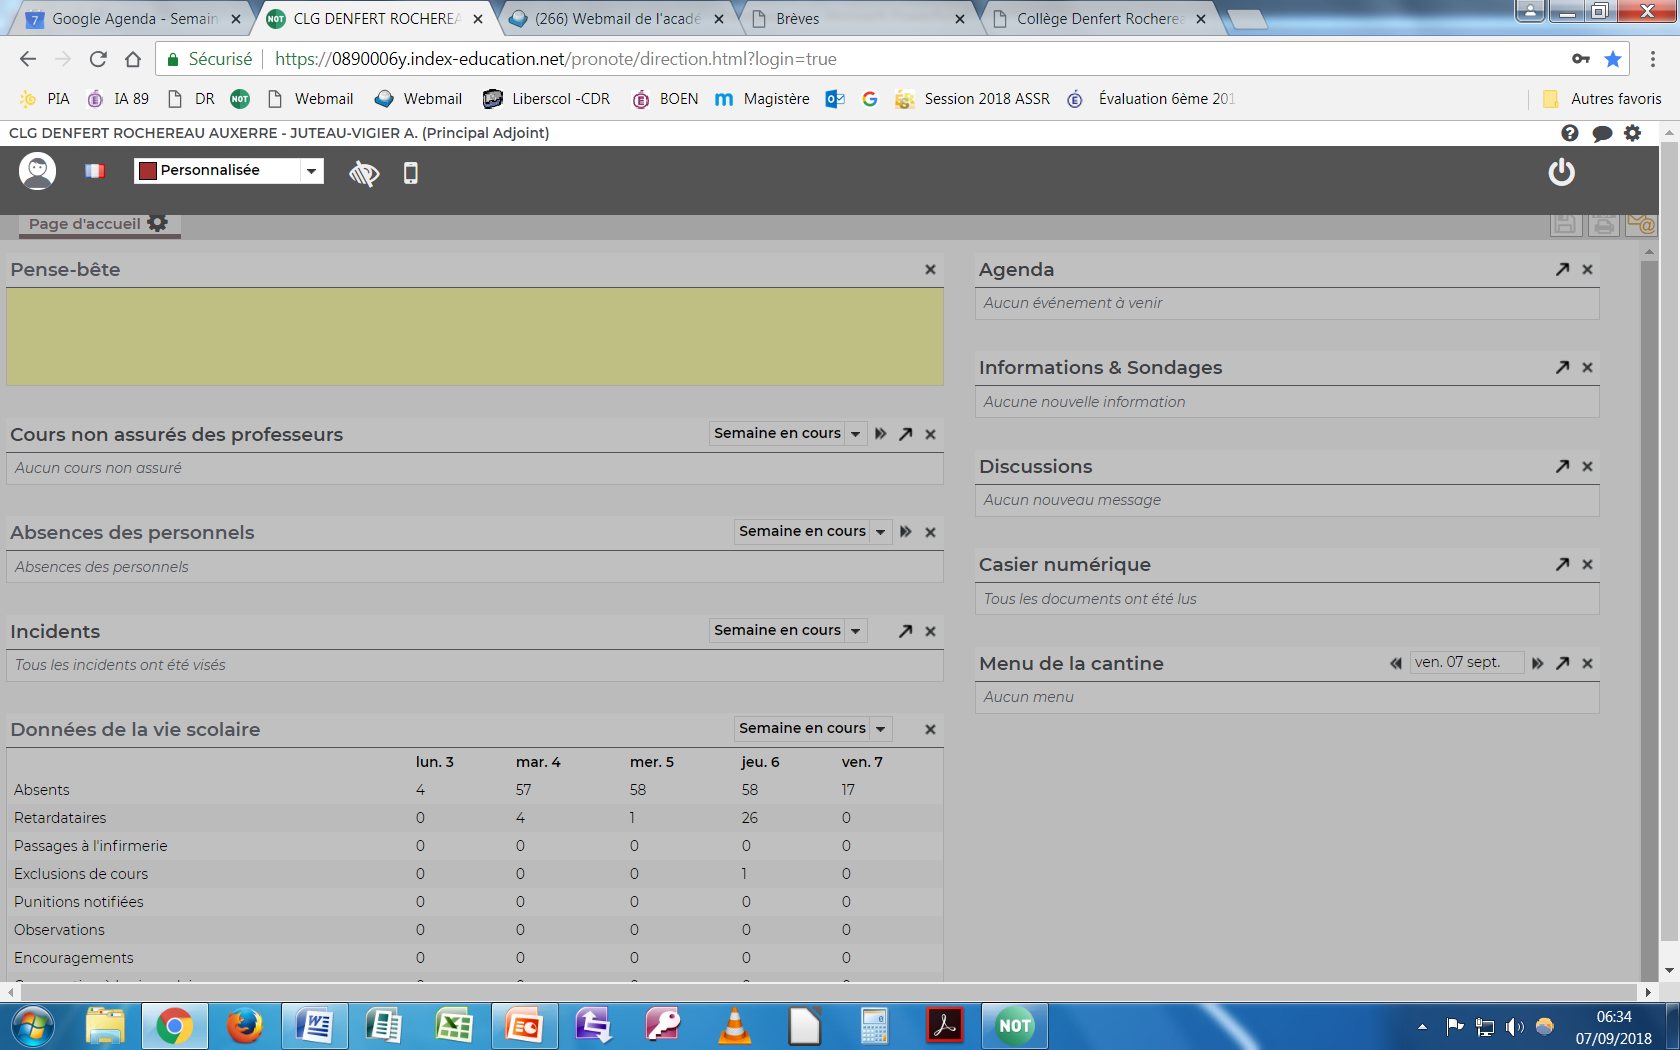 Google Agenda - Semain
CLG DENFERT ROCHEREA
(266) Webmail de l'acadé
Brèves
Collège Denfert Rocherea
Sécurisé
https://0890006y.index-education.net/pronote/direction.html?login=true
PIA
IA 89
DR
Webmail
Webmail
Liberscol -CDR
BOEN
Magistère
Session 2018 ASSR
Évaluation 6ème 201
Autres favoris
CLG DENFERT ROCHEREAU AUXERRE - JUTEAU-VIGIER A. (Principal Adjoint)
Personnalisée
Page d'accueil
Pense-bête
Cours non assurés des professeurs
Semaine en cours
Aucun cours non assuré
Absences des personnels
Semaine en cours
Absences des personnels
Incidents
Semaine en cours
Tous les incidents ont été visés
Données de la vie scolaire
Semaine en cours
lun. 3 mar. 4 mer. 5 jeu. 6 ven. 7
Absents 4 57 58 58 17
Retardataires 0 4 1 26 0
Passages à l'infirmerie 0 0 0 0 0
Exclusions de cours 0 0 0 1 0
Punitions notifiées 0 0 0 0 0
Observations 0 0 0 0 0
Encouragements 0 0 0 0 0
Agenda
Aucun événement à venir
Informations & Sondages
Aucune nouvelle information
Discussions
Aucun nouveau message
Casier numérique
Tous les documents ont été lus
Menu de la cantine
ven. 07 sept.
Aucun menu
NOT
06:34
07/09/2018